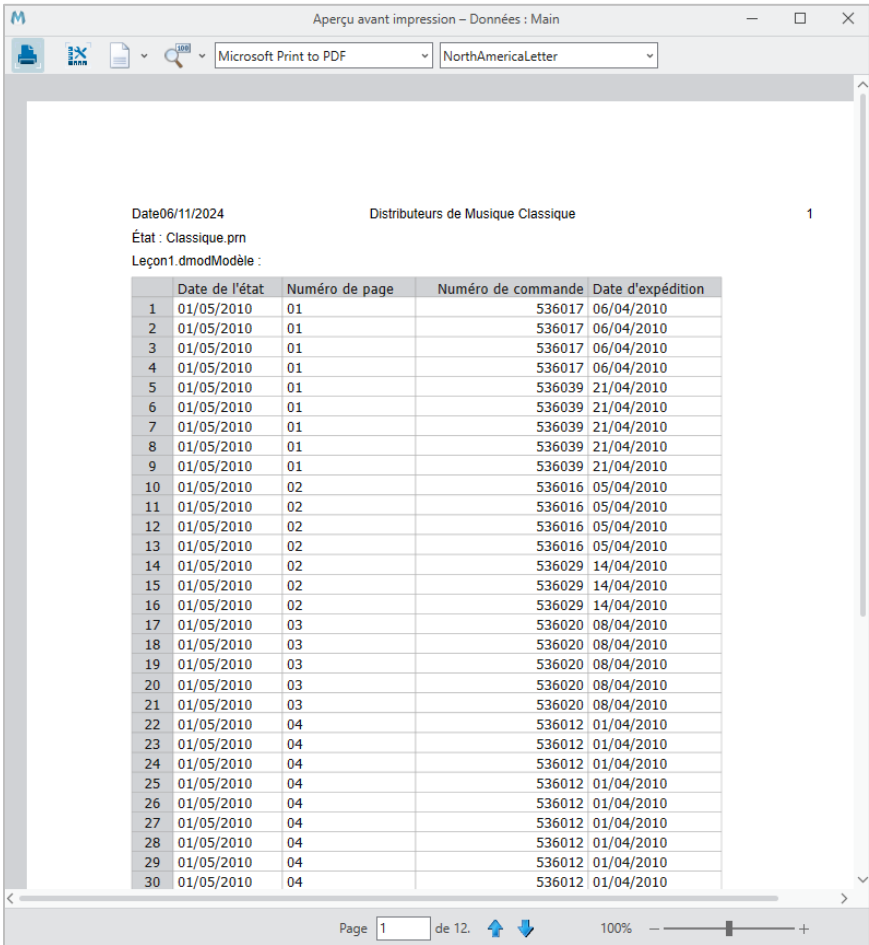 Aperçu avant impression – Données : Main
100 Microsoft Print to PDF NorthAmericaLetter
Date06/11/2024 Distributeurs de Musique Classique 1
État : Classique.prn
Leçon1.dmodModèle :
Date de l'état Numéro de page Numéro de commande Date d'expédition
1 01/05/2010 01 536017 06/04/2010
2 01/05/2010 01 536017 06/04/2010
3 01/05/2010 01 536017 06/04/2010
4 01/05/2010 01 536017 06/04/2010
5 01/05/2010 01 536039 21/04/2010
6 01/05/2010 01 536039 21/04/2010
7 01/05/2010 01 536039 21/04/2010
8 01/05/2010 01 536039 21/04/2010
9 01/05/2010 01 536039 21/04/2010
10 01/05/2010 02 536016 05/04/2010
11 01/05/2010 02 536016 05/04/2010
12 01/05/2010 02 536016 05/04/2010
13 01/05/2010 02 536016 05/04/2010
14 01/05/2010 02 536029 14/04/2010
15 01/05/2010 02 536029 14/04/2010
16 01/05/2010 02 536029 14/04/2010
17 01/05/2010 03 536020 08/04/2010
18 01/05/2010 03 536020 08/04/2010
19 01/05/2010 03 536020 08/04/2010
20 01/05/2010 03 536020 08/04/2010
21 01/05/2010 03 536020 08/04/2010
22 01/05/2010 04 536012 01/04/2010
23 01/05/2010 04 536012 01/04/2010
24 01/05/2010 04 536012 01/04/2010
25 01/05/2010 04 536012 01/04/2010
26 01/05/2010 04 536012 01/04/2010
27 01/05/2010 04 536012 01/04/2010
28 01/05/2010 04 536012 01/04/2010
29 01/05/2010 04 536012 01/04/2010
30 01/05/2010 04 536012 01/04/2010
Page 1 de 12. 100%